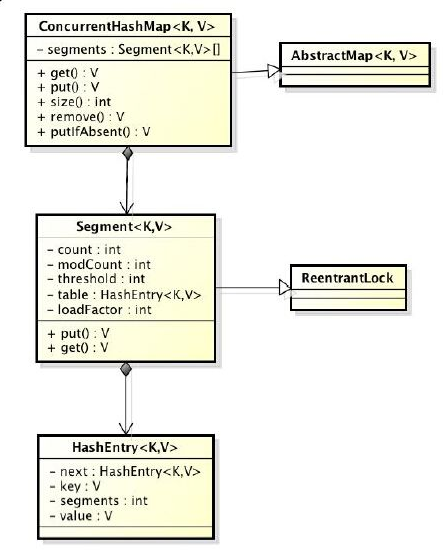 ConcurrentHashMap<K, V>
- segments : Segment<K,V>[]
+ get() : V
+ put() : V
+ size() : int
+ remove() : V
+ putIfAbsent() : V
AbstractMap<K, V>
Segment<K,V>
- count : int
- modCount : int
- threshold : int
- table : HashEntry<K,V>
- loadFactor : int
+ put() : V
+ get() : V
ReentrantLock
HashEntry<K,V>
- next : HashEntry<K,V>
- key : V
- segments : int
- value : V